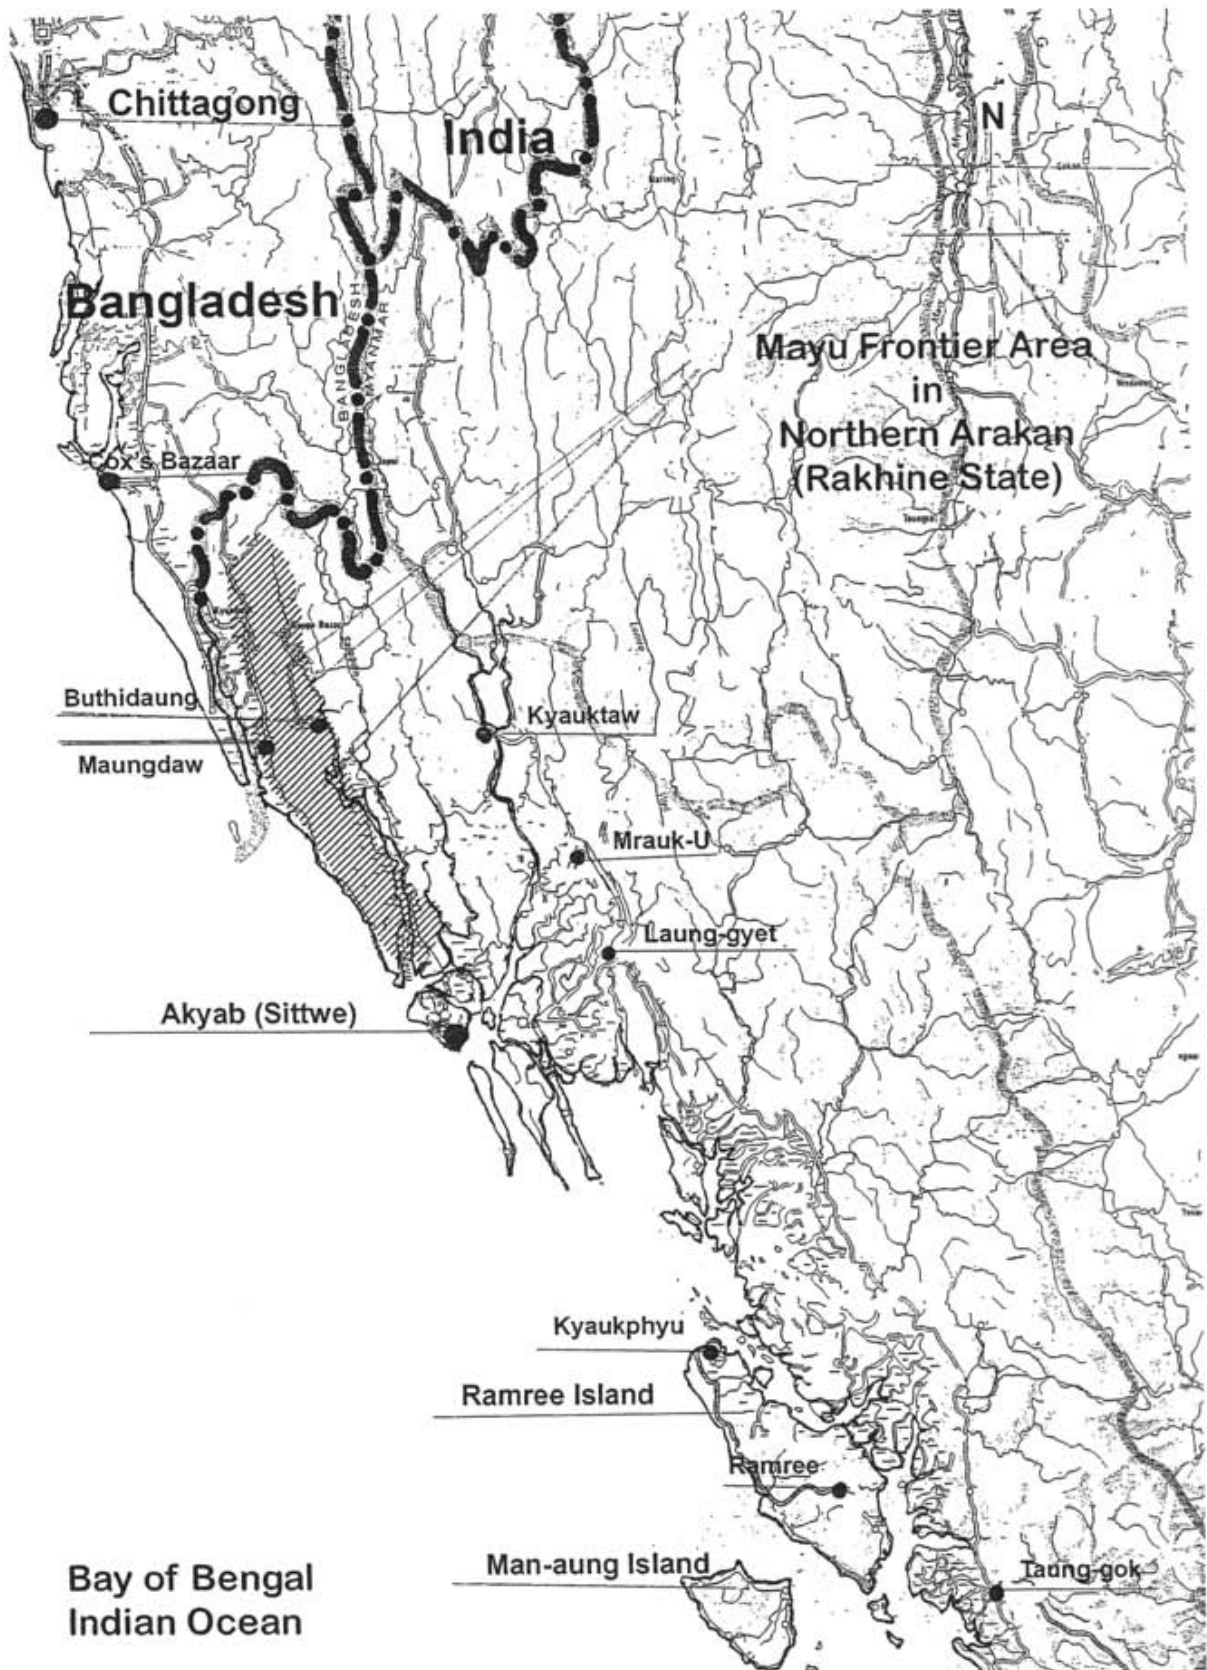 Chittagong
India
N
Bangladesh
BANGLADESH
MYANMAR
Mayu Frontier Area
in
Northern Arakan
(Rakhine State)
Cox's Bazaar
Buthidaung
Maungdaw
Kyauktaw
Mrauk-U
Laung-gyet
Akyab (Sittwe)
Kyaukphyu
Ramree Island
Ramree
Man-aung Island
Taung-gok
Bay of Bengal
Indian Ocean